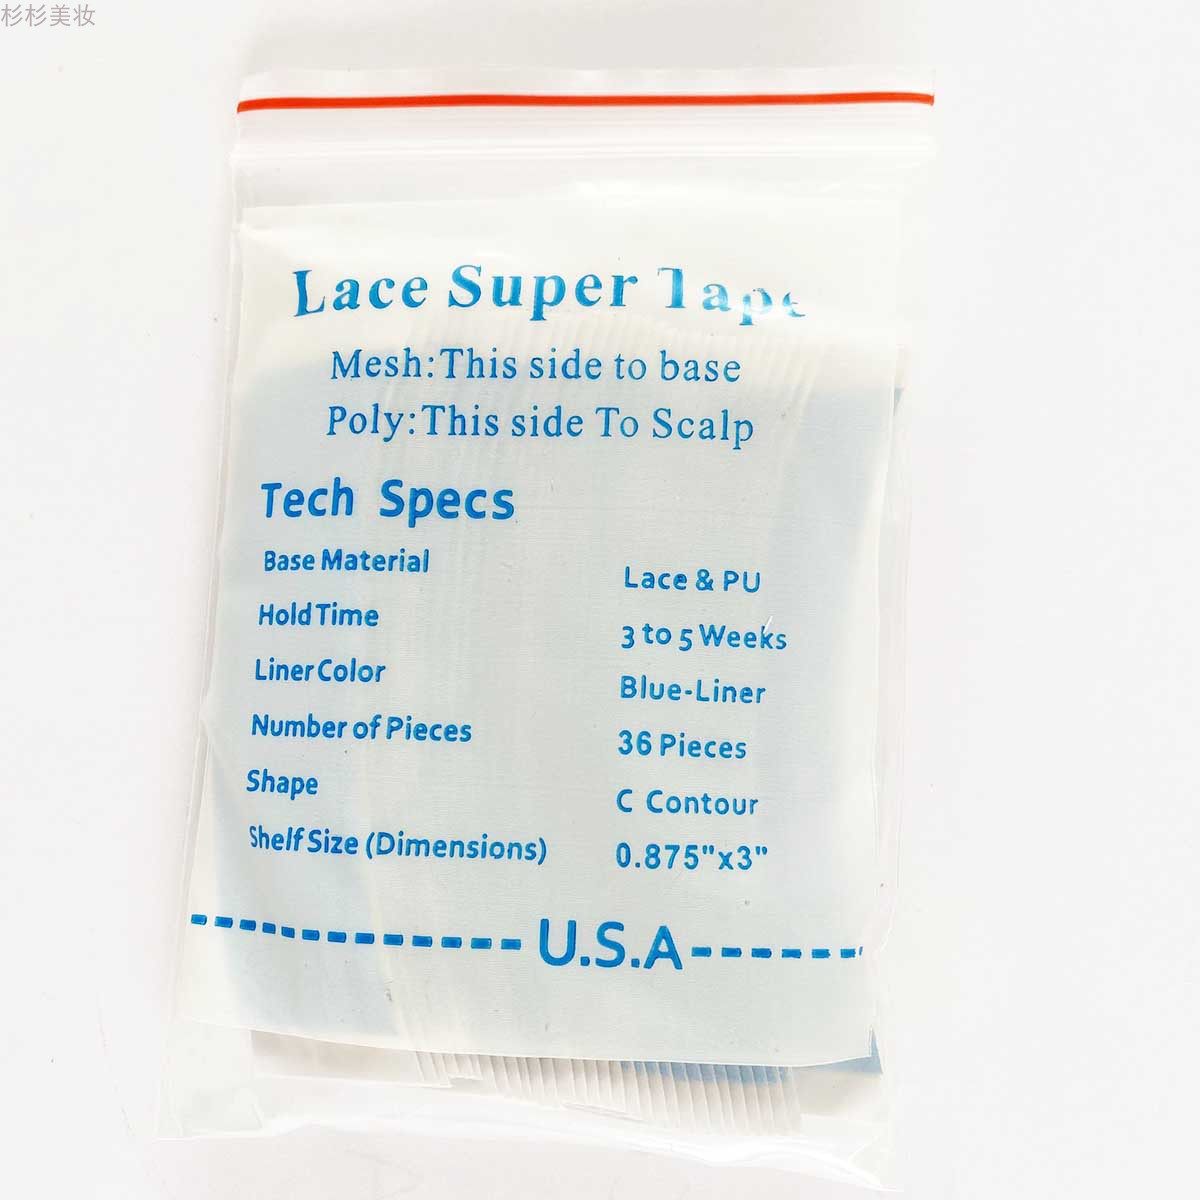 杉杉美妆
Lace Super Tape
Mesh:This side to base
Poly:This side To Scalp
Tech Specs
Base Material Lace & PU
Hold Time 3 to 5 Weeks
Liner Color Blue-Liner
Number of Pieces 36 Pieces
Shape C Contour
Shelf Size (Dimensions) 0.875"x3"
U.S.A